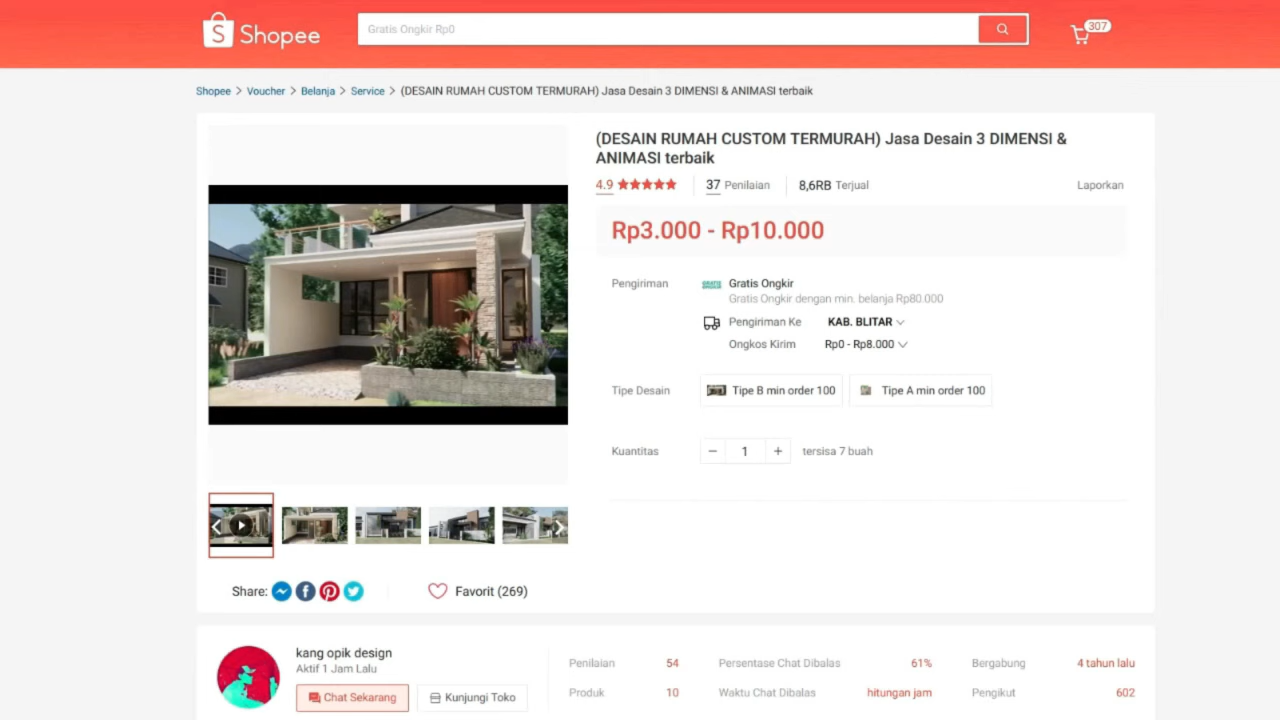 Shopee
Gratis Ongkir Rp0
307
Shopee > Voucher > Belanja > Service > (DESAIN RUMAH CUSTOM TERMURAH) Jasa Desain 3 DIMENSI & ANIMASI terbaik
(DESAIN RUMAH CUSTOM TERMURAH) Jasa Desain 3 DIMENSI &
ANIMASI terbaik
4.9 37 Penilaian 8,6RB Terjual Laporkan
Rp3.000 - Rp10.000
Pengiriman Gratis Ongkir
Gratis Ongkir dengan min. belanja Rp80.000
Pengiriman Ke KAB. BLITAR
Ongkos Kirim Rp0 - Rp8.000
Tipe Desain Tipe B min order 100 Tipe A min order 100
Kuantitas − 1 + tersisa 7 buah
Share: Favorit (269)
kang opik design
Aktif 1 Jam Lalu
Chat Sekarang Kunjungi Toko
Penilaian 54 Persentase Chat Dibalas 61% Bergabung 4 tahun lalu
Produk 10 Waktu Chat Dibalas hitungan jam Pengikut 602